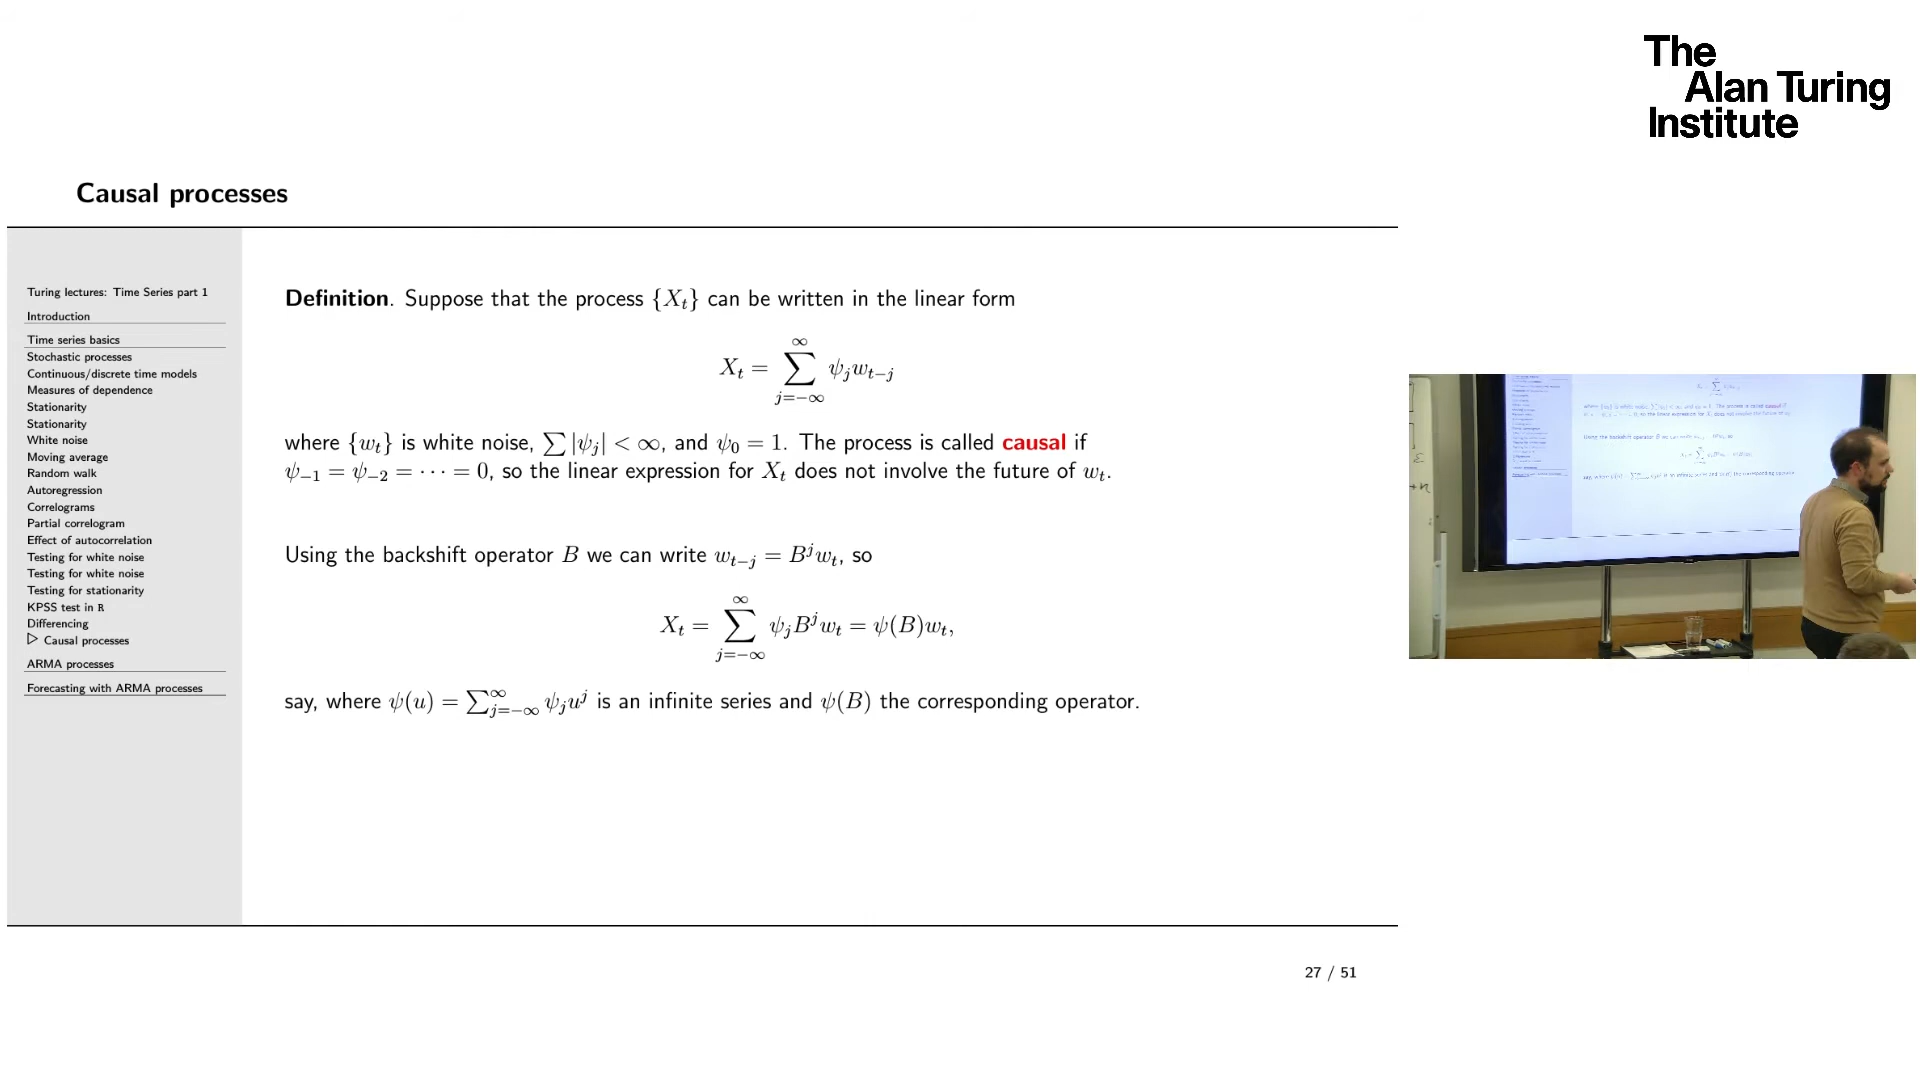 The
Alan Turing
Institute
Causal processes
Turing lectures: Time Series part 1
Introduction
Time series basics
Stochastic processes
Continuous/discrete time models
Measures of dependence
Stationarity
Stationarity
White noise
Moving average
Random walk
Autoregression
Correlograms
Partial correlogram
Effect of autocorrelation
Testing for white noise
Testing for white noise
Testing for stationarity
KPSS test in R
Differencing
▷ Causal processes
ARMA processes
Forecasting with ARMA processes
Definition. Suppose that the process {X_t} can be written in the linear form
X_t = ∑_{j=−∞}^{∞} ψ_j w_{t−j}
where {w_t} is white noise, ∑ |ψ_j| < ∞, and ψ_0 = 1. The process is called causal if
ψ_{−1} = ψ_{−2} = ⋯ = 0, so the linear expression for X_t does not involve the future of w_t.
Using the backshift operator B we can write w_{t−j} = B^j w_t, so
X_t = ∑_{j=−∞}^{∞} ψ_j B^j w_t = ψ(B)w_t,
say, where ψ(u) = ∑_{j=−∞}^{∞} ψ_j u^j is an infinite series and ψ(B) the corresponding operator.
27 / 51